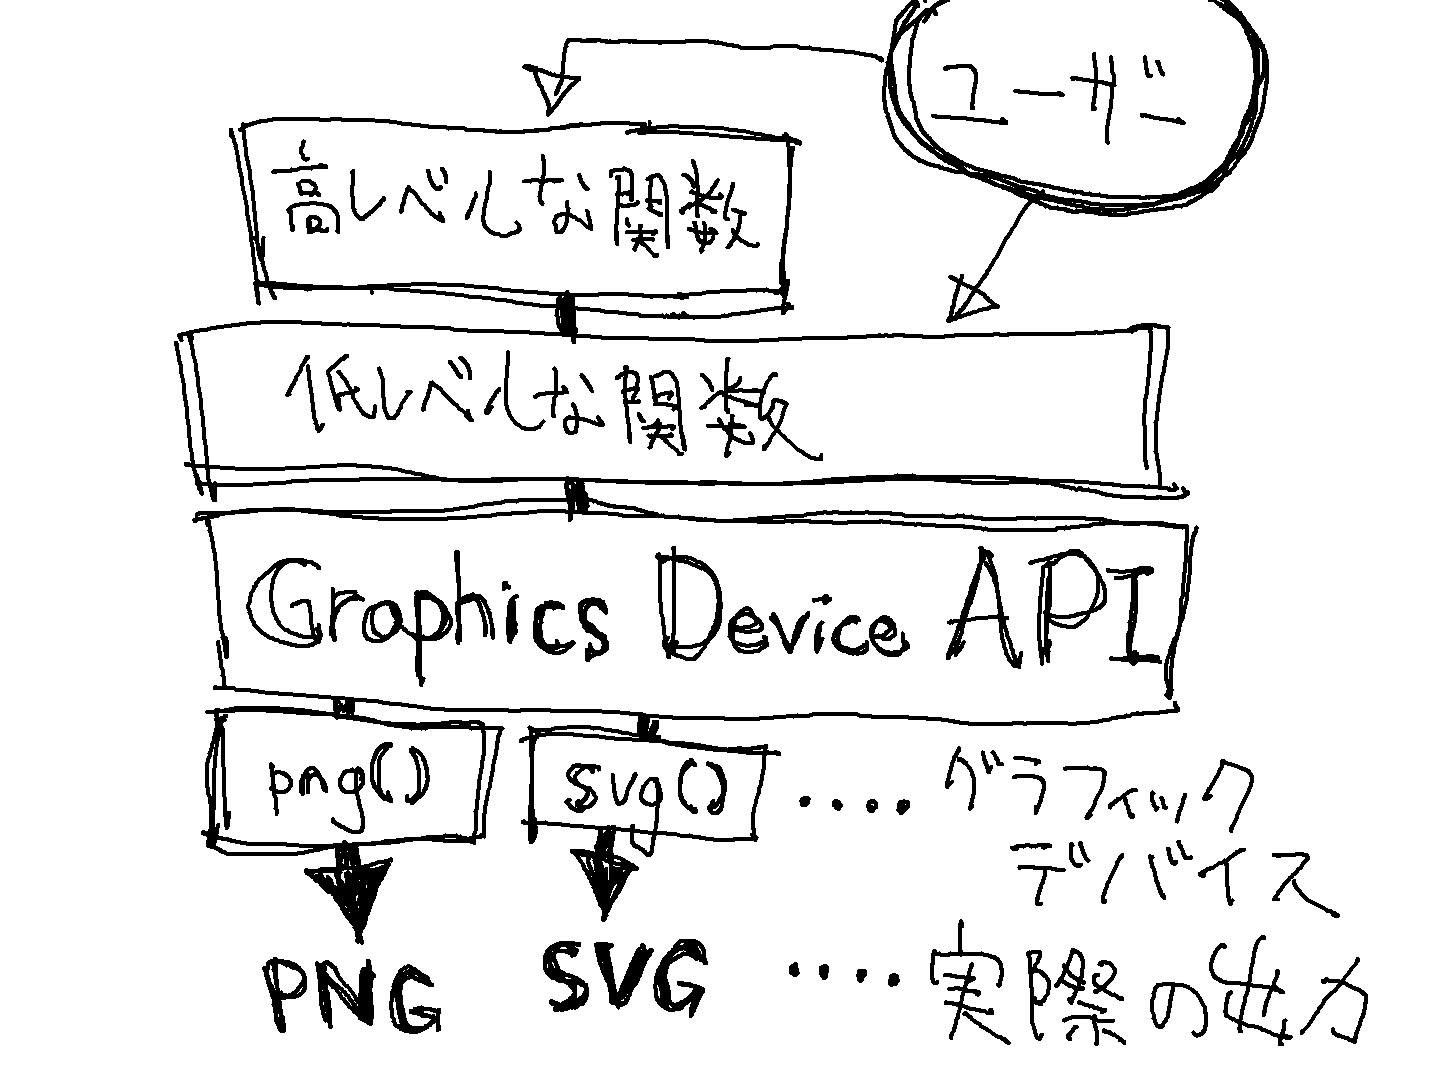 ユーザー
高レベルな関数
低レベルな関数
Graphics Device API
png()
svg()
････グラフィック
デバイス
PNG
SVG
････実際の出力